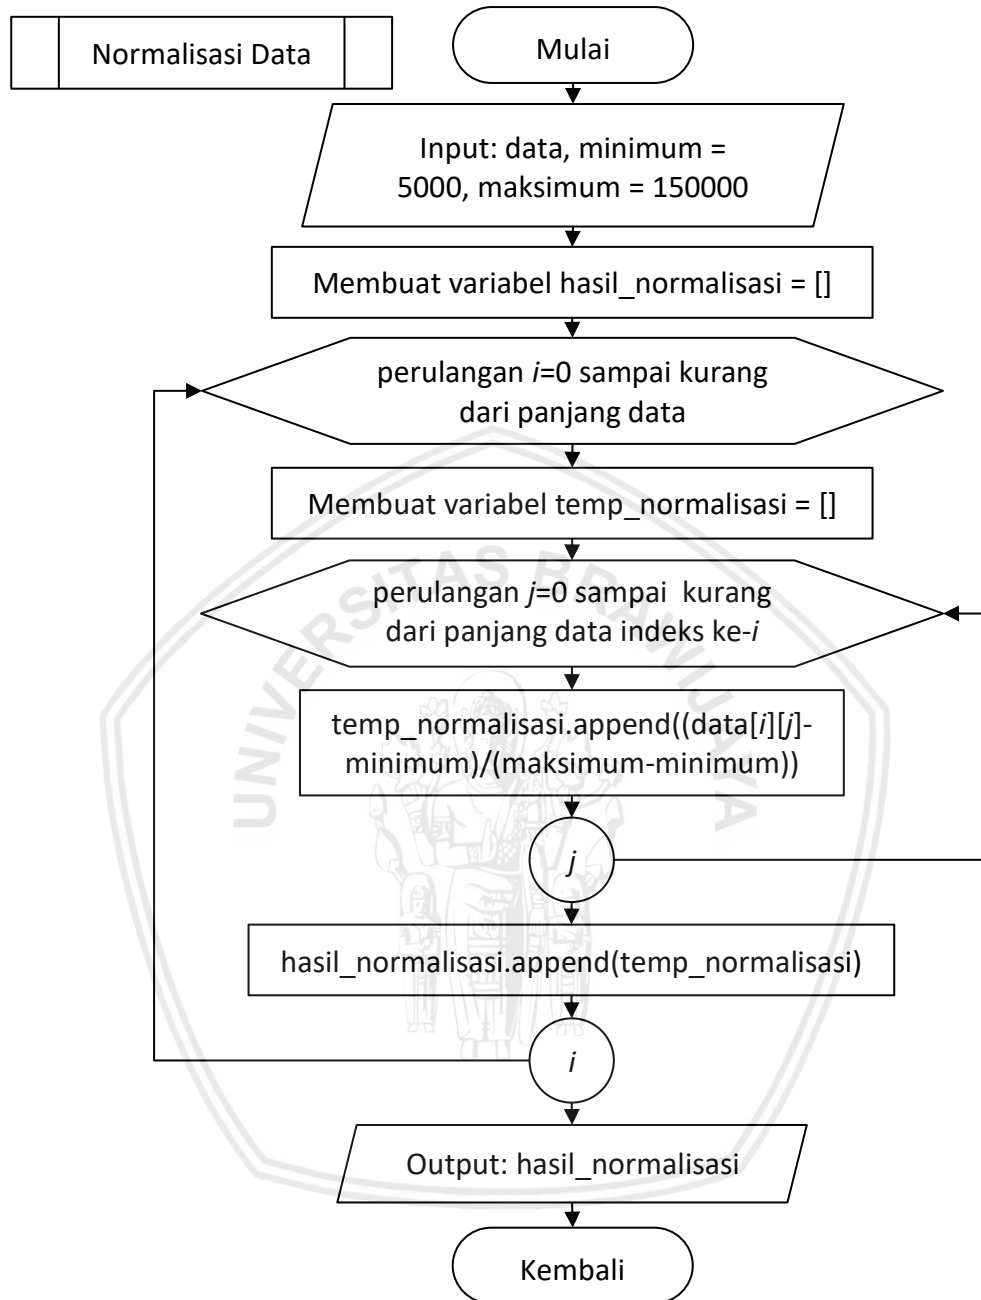 Normalisasi Data
Mulai
Input: data, minimum =
5000, maksimum = 150000
Membuat variabel hasil_normalisasi = []
perulangan i=0 sampai kurang
dari panjang data
Membuat variabel temp_normalisasi = []
perulangan j=0 sampai kurang
dari panjang data indeks ke-i
temp_normalisasi.append((data[i][j]-
minimum)/(maksimum-minimum))
j
hasil_normalisasi.append(temp_normalisasi)
i
Output: hasil_normalisasi
Kembali
UNIVERSITAS BRAWIJAYA